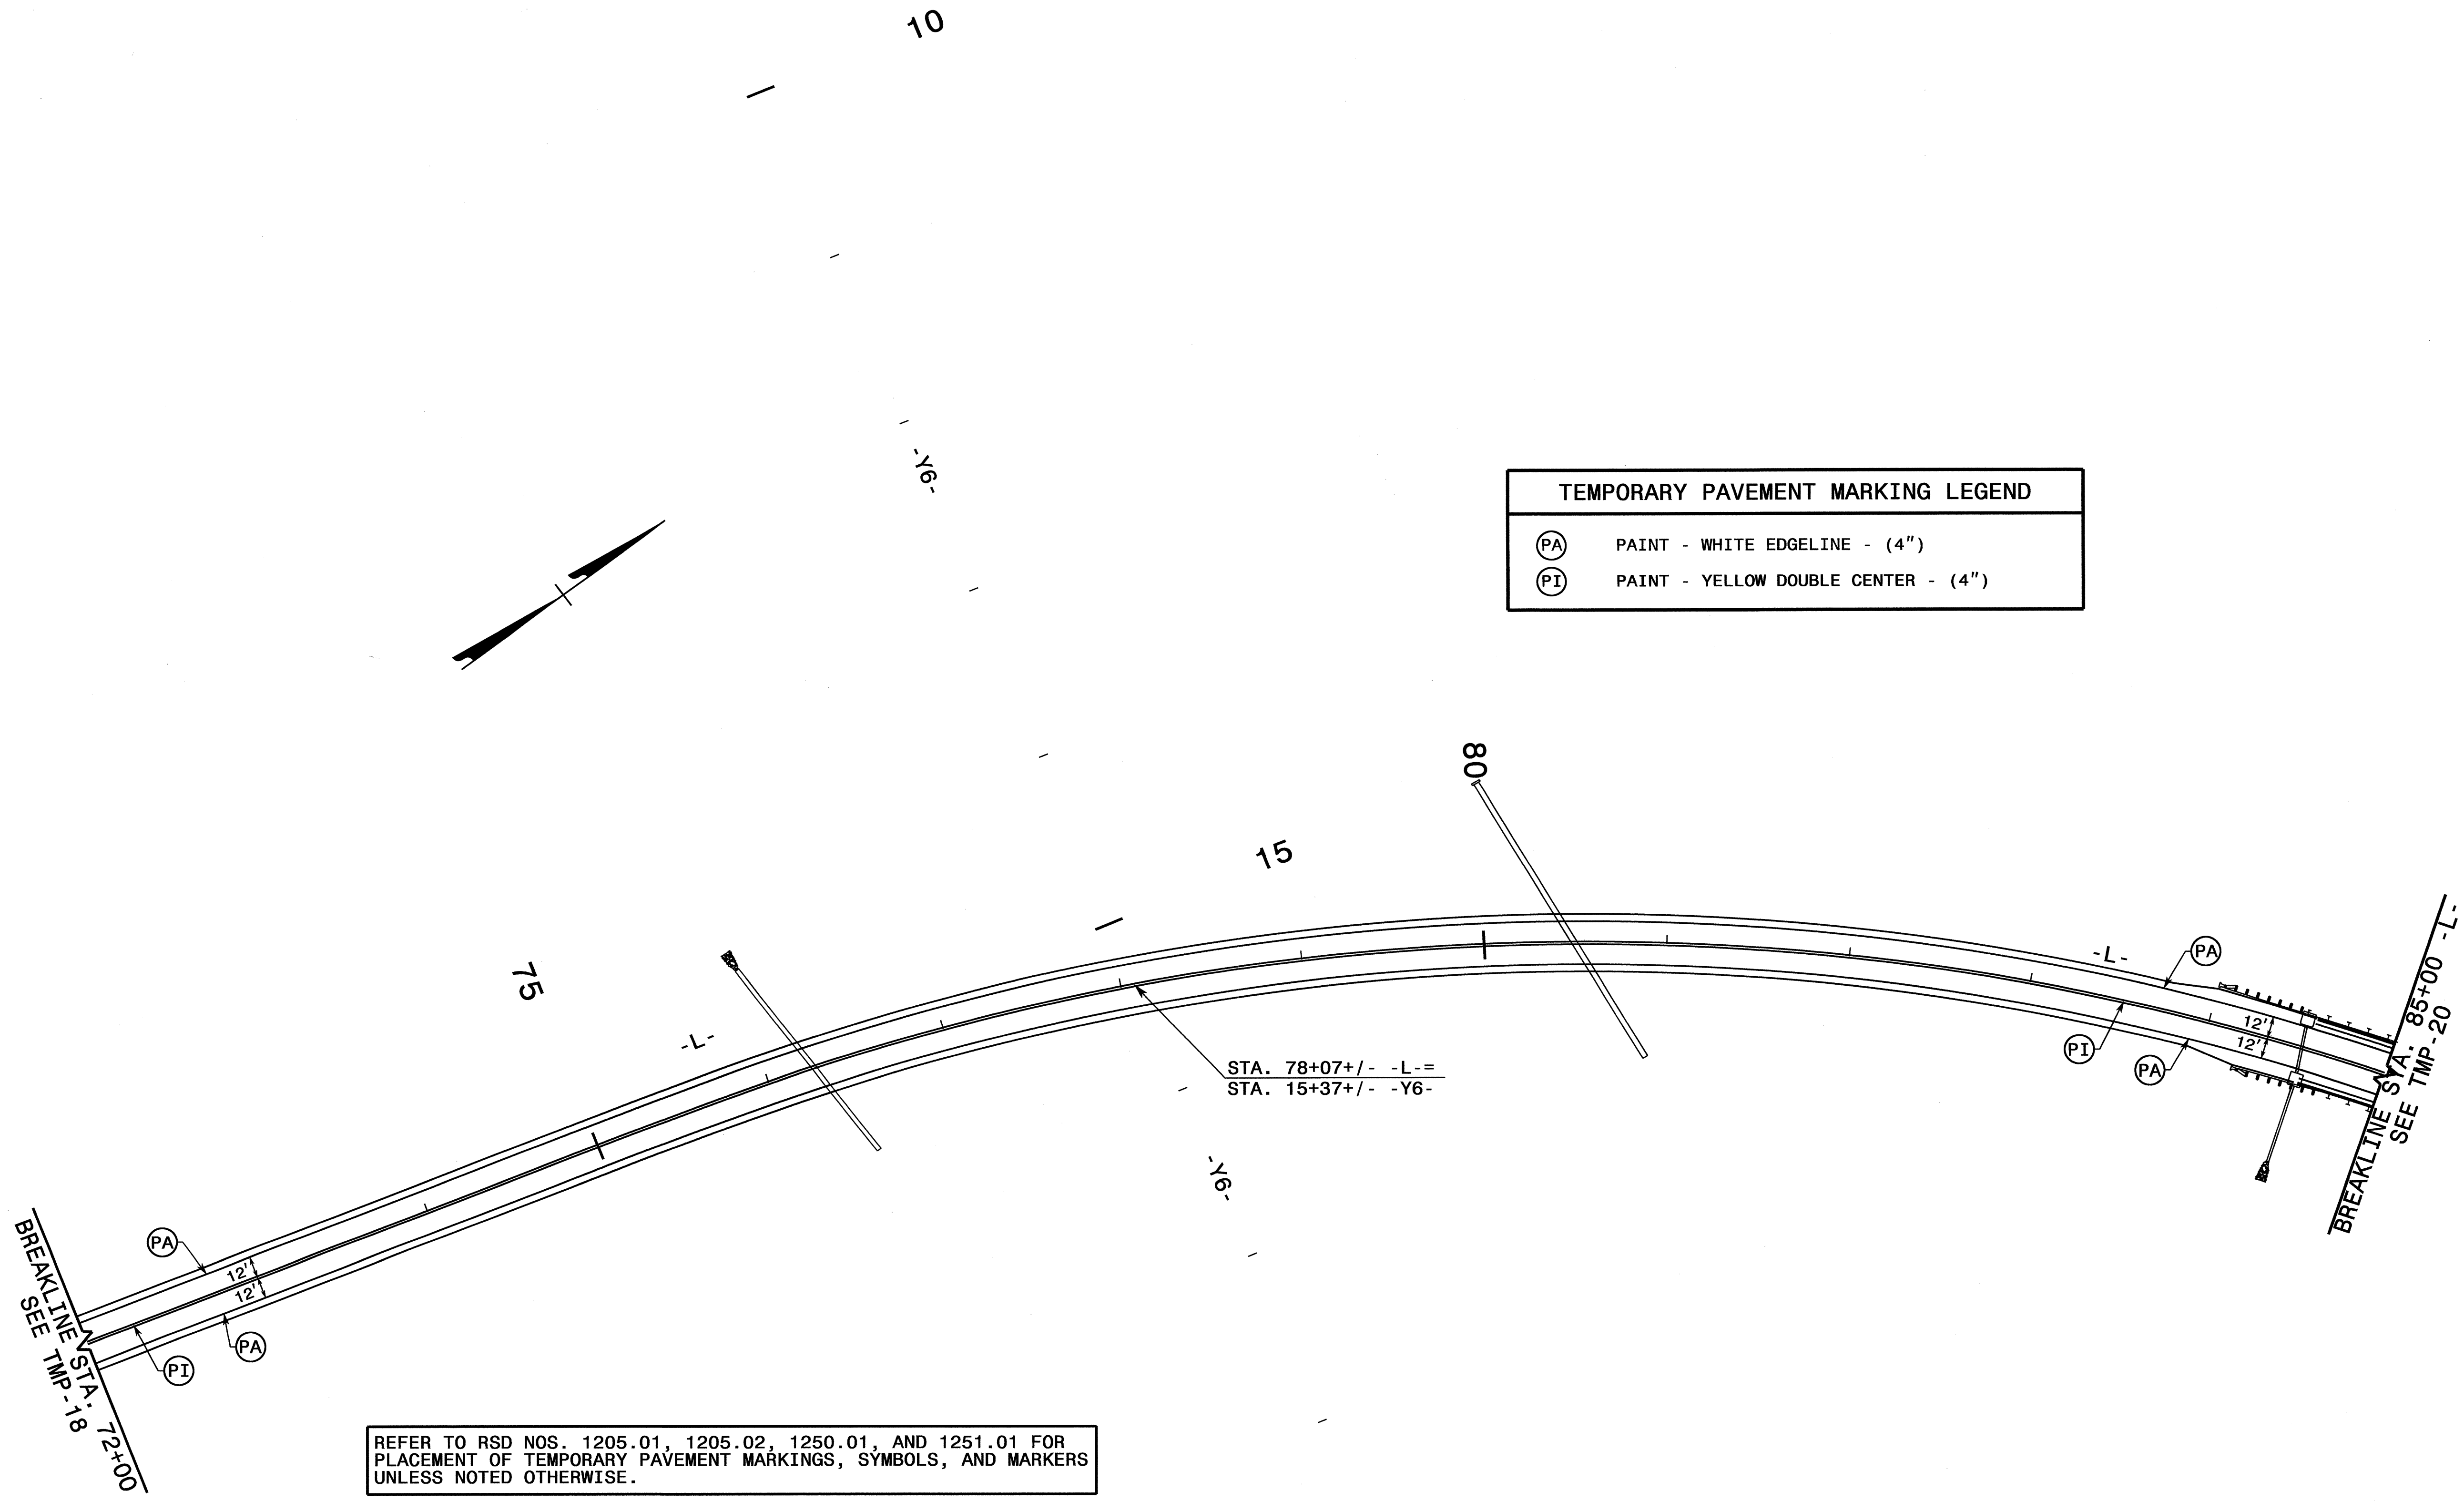 10
-Y6-
TEMPORARY PAVEMENT MARKING LEGEND
PA PAINT - WHITE EDGELINE - (4")
PI PAINT - YELLOW DOUBLE CENTER - (4")
80
15
75
-L-
-L-
PA
12'
12'
PI
PA
BREAKLINE STA. 85+00 -L-
SEE TMP-20
STA. 78+07+/- -L-=
STA. 15+37+/- -Y6-
-Y6-
PA
12'
12'
PA
PI
BREAKLINE STA. 72+00
SEE TMP-18
REFER TO RSD NOS. 1205.01, 1205.02, 1250.01, AND 1251.01 FOR
PLACEMENT OF TEMPORARY PAVEMENT MARKINGS, SYMBOLS, AND MARKERS
UNLESS NOTED OTHERWISE.